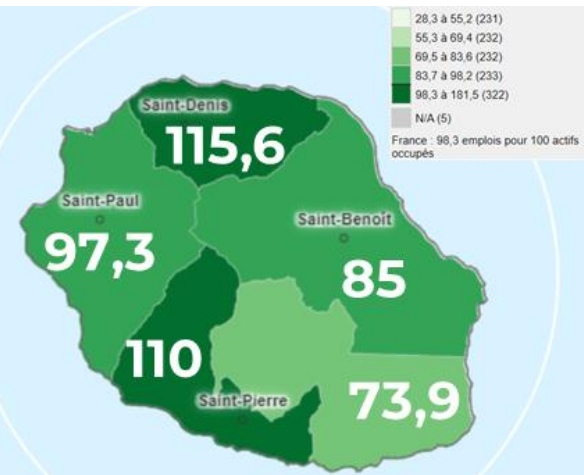 28,3 à 55,2 (231)
55,3 à 69,4 (232)
69,5 à 83,6 (232)
83,7 à 98,2 (233)
98,3 à 181,5 (322)
N/A (5)
France : 98,3 emplois pour 100 actifs
occupés
Saint-Denis
115,6
Saint-Paul
97,3
Saint-Benoît
85
110
Saint-Pierre
73,9